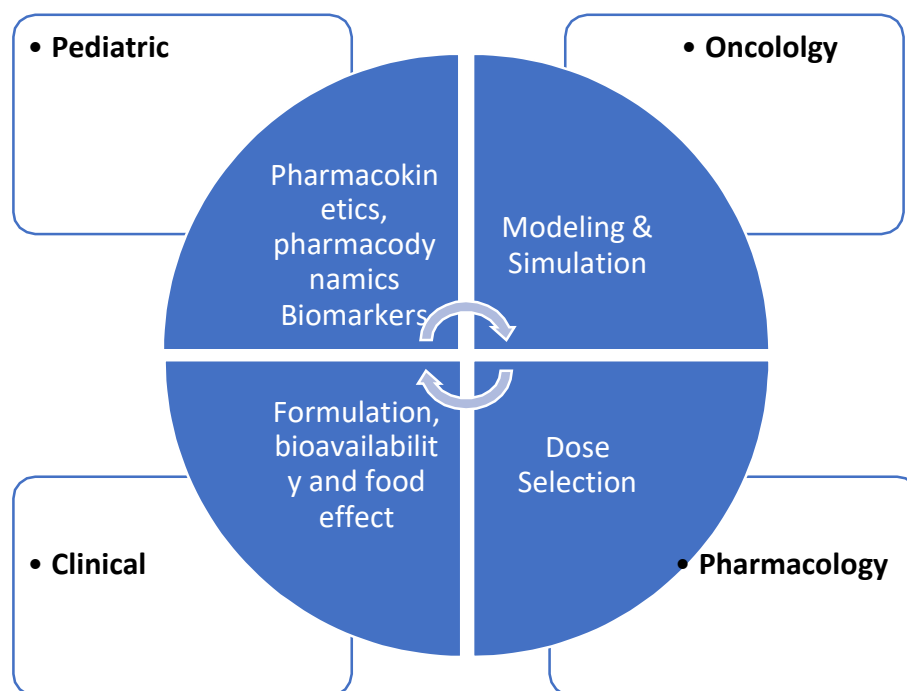 • Pediatric
• Oncololgy
Pharmacokin
etics,
pharmacody
namics
Biomarkers
Modeling &
Simulation
Formulation,
bioavailabilit
y and food
effect
Dose
Selection
• Clinical
• Pharmacology